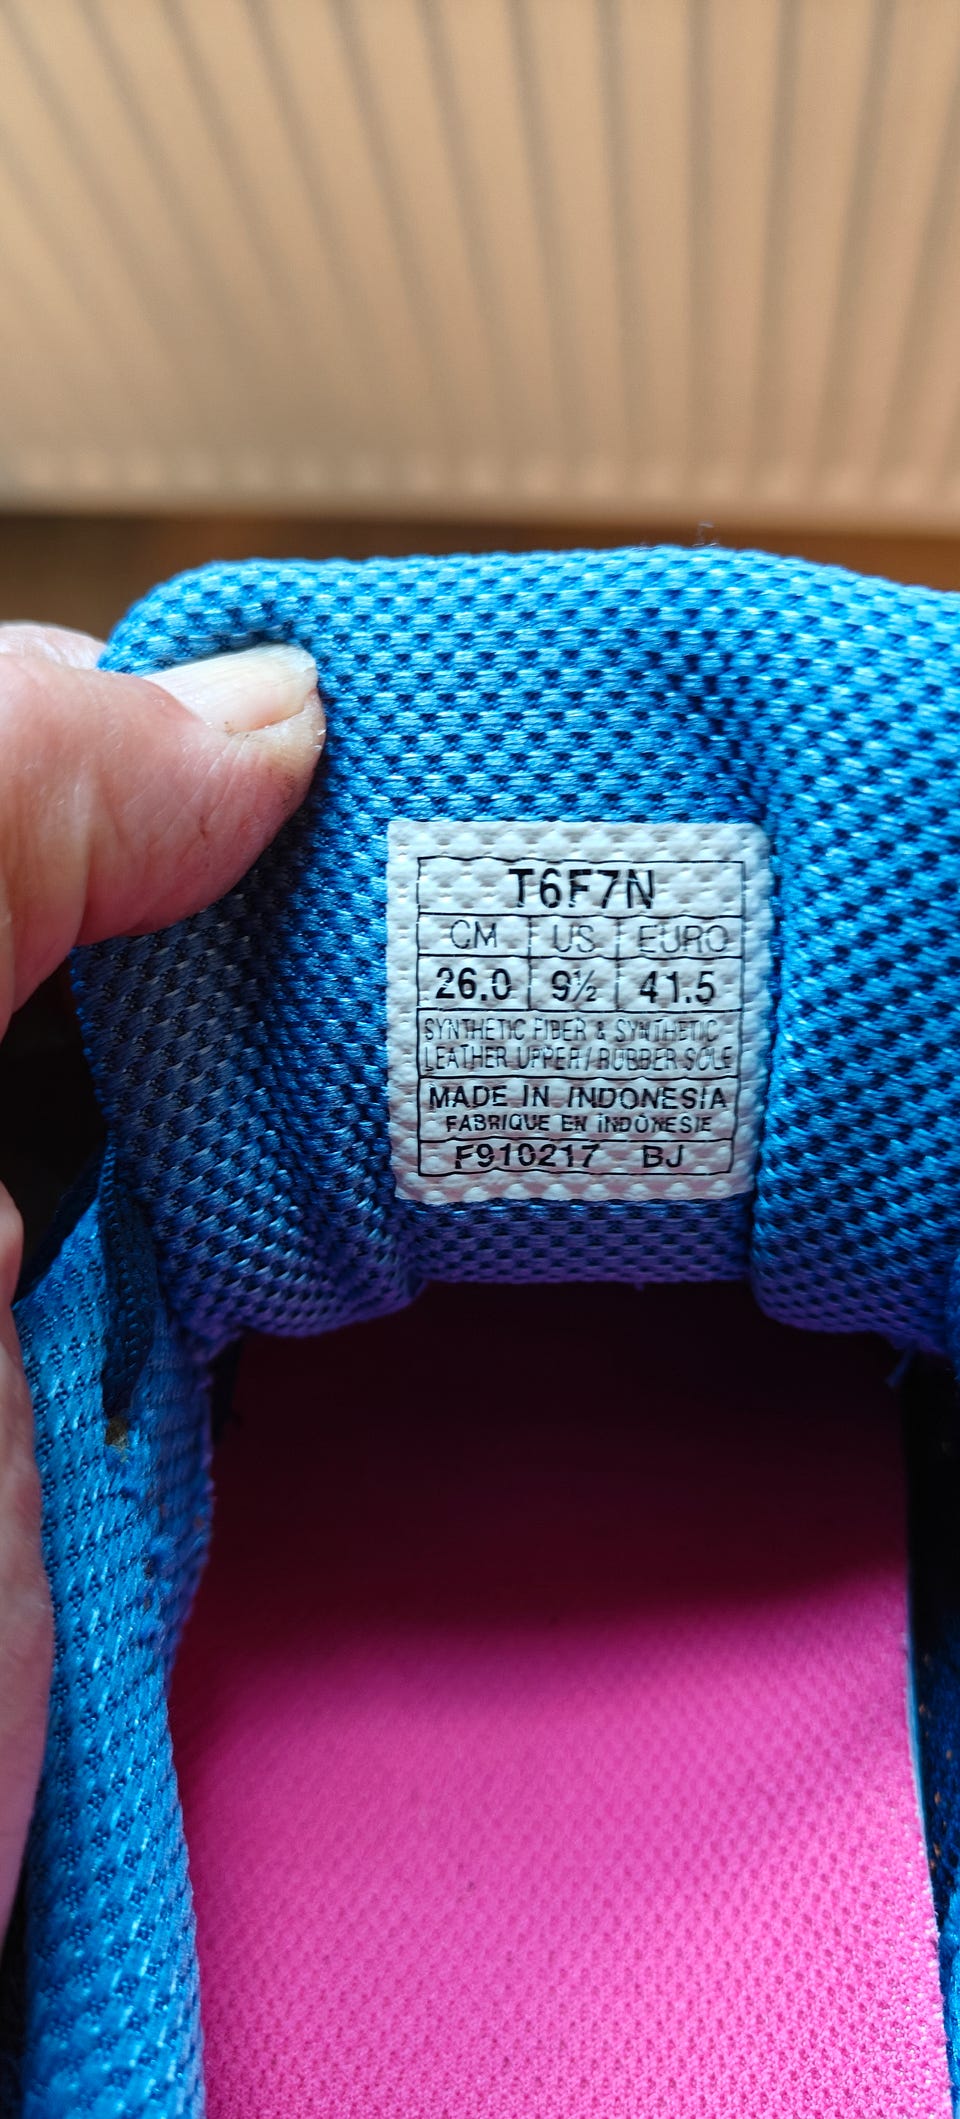 T6F7N
CM US EURO
26.0 9½ 41.5
SYNTHETIC FIBER & SYNTHETIC
LEATHER UPPER / RUBBER SOLE
MADE IN INDONESIA
FABRIQUE EN INDONESIE
F910217 BJ